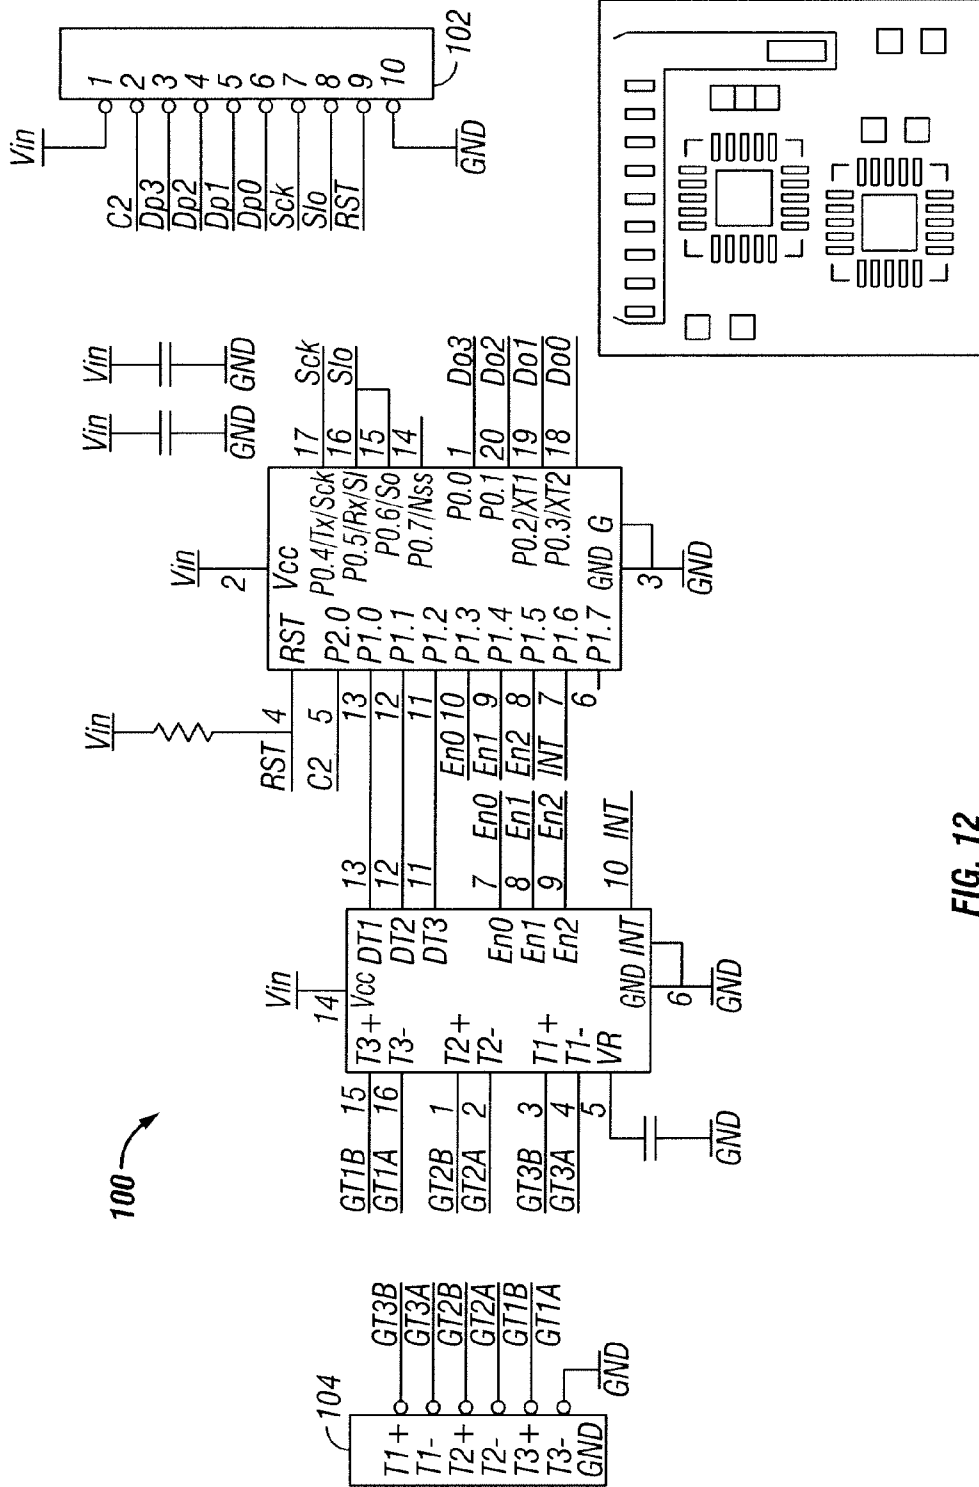 100
104
T1+
T1-
T2+
T2-
T3+
T3-
GND
GT3B
GT3A
GT2B
GT2A
GT1B
GT1A
GND
GT1B 15
GT1A 16
GT2B 1
GT2A 2
GT3B 3
GT3A 4
5
GND
Vin
14
Vcc
T3+
T3-
T2+
T2-
T1+
T1-
VR
DT1
DT2
DT3
En0
En1
En2
INT
GND
6
GND
13
12
11
7 En0
8 En1
9 En2
10 INT
Vin
RST 4
C2 5
13
12
11
En0 10
En1 9
En2 8
INT 7
6
Vin
2
Vcc
RST
P2.0
P1.0
P1.1
P1.2
P1.3
P1.4
P1.5
P1.6
P1.7
P0.4/Tx/Sck
P0.5/Rx/SI
P0.6/So
P0.7/Nss
P0.0
P0.1
P0.2/XT1
P0.3/XT2
GND G
3
GND
17 Sck
16 SIo
15
14
1 Do3
20 Do2
19 Do1
18 Do0
Vin
GND
Vin
GND
Vin
C2
Dp3
Dp2
Dp1
Dp0
Sck
SIo
RST
GND
1
2
3
4
5
6
7
8
9
10
102
FIG. 12